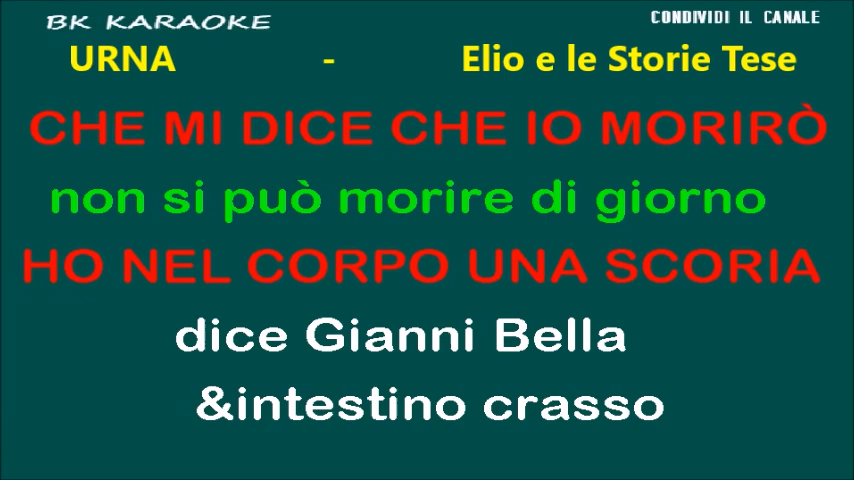 BK KARAOKE
CONDIVIDI IL CANALE
URNA - Elio e le Storie Tese
CHE MI DICE CHE IO MORIRÒ
non si può morire di giorno
HO NEL CORPO UNA SCORIA
dice Gianni Bella
&intestino crasso